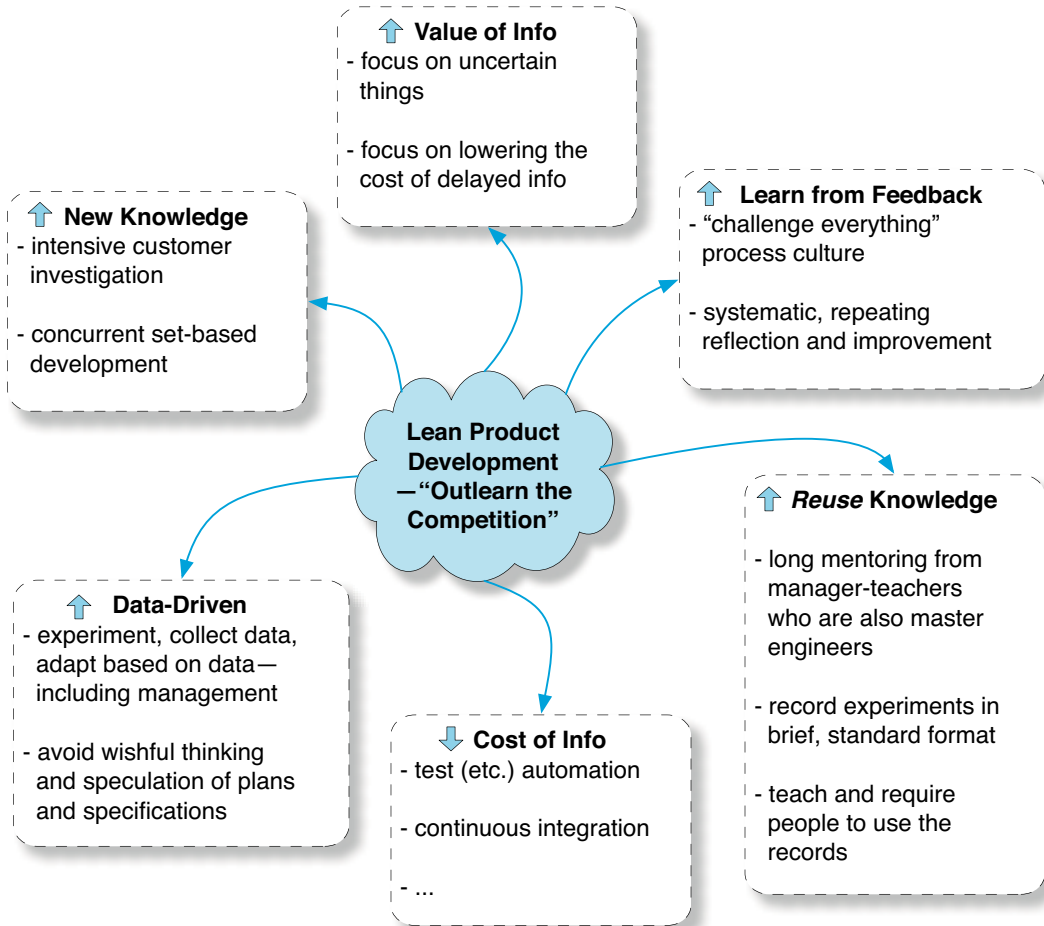 Value of Info
- focus on uncertain
things
- focus on lowering the
cost of delayed info
New Knowledge
- intensive customer
investigation
- concurrent set-based
development
Learn from Feedback
- “challenge everything”
process culture
- systematic, repeating
reflection and improvement
Lean Product
Development
—“Outlearn the
Competition”
Reuse Knowledge
- long mentoring from
manager-teachers
who are also master
engineers
- record experiments in
brief, standard format
- teach and require
people to use the
records
Data-Driven
- experiment, collect data,
adapt based on data—
including management
- avoid wishful thinking
and speculation of plans
and specifications
Cost of Info
- test (etc.) automation
- continuous integration
- ...